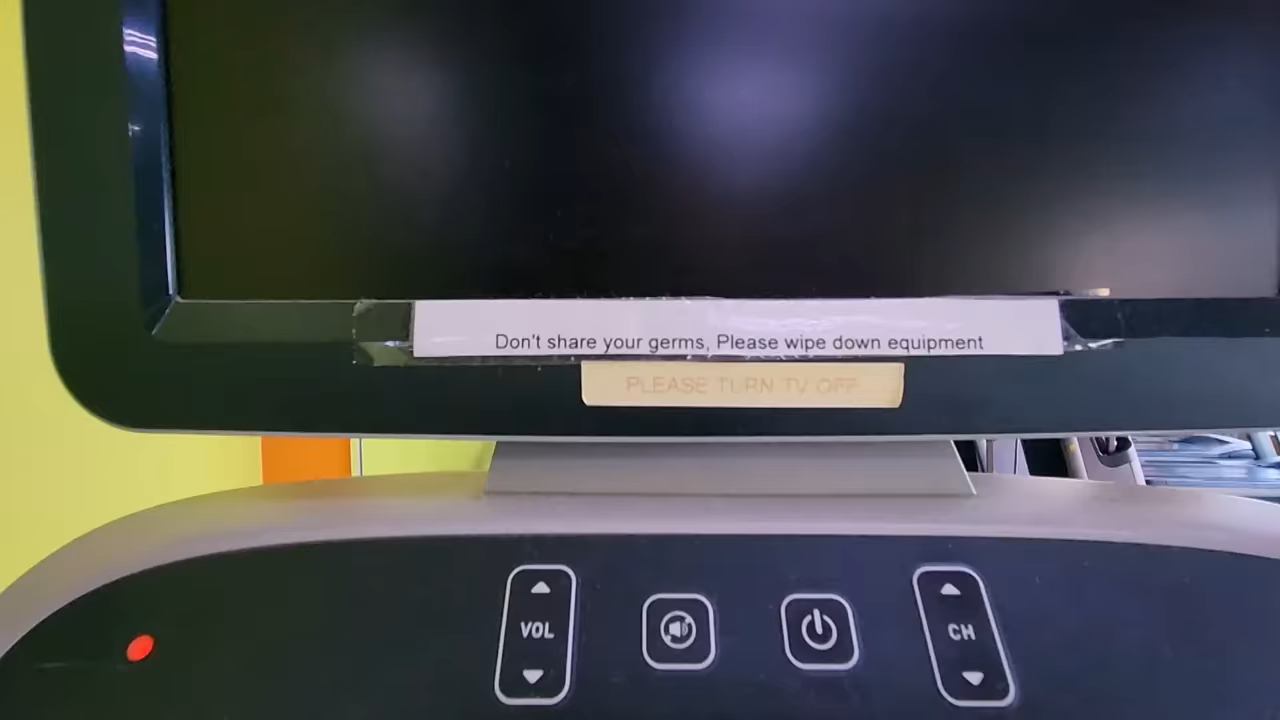 Don't share your germs, Please wipe down equipment
PLEASE TURN TV OFF
VOL
CH